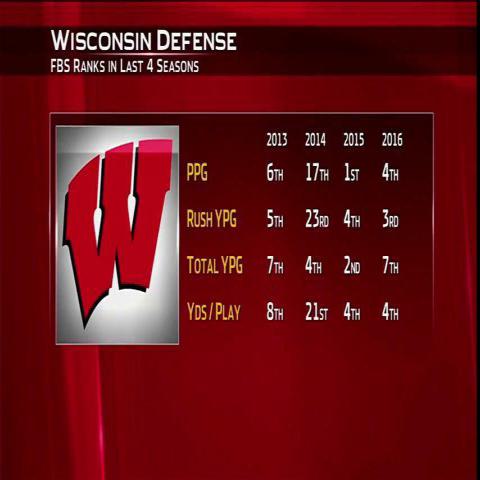 WISCONSIN DEFENSE
FBS RANKS IN LAST 4 SEASONS
2013 2014 2015 2016
PPG 6TH 17TH 1ST 4TH
RUSH YPG 5TH 23RD 4TH 3RD
TOTAL YPG 7TH 4TH 2ND 7TH
YDS / PLAY 8TH 21ST 4TH 4TH
W